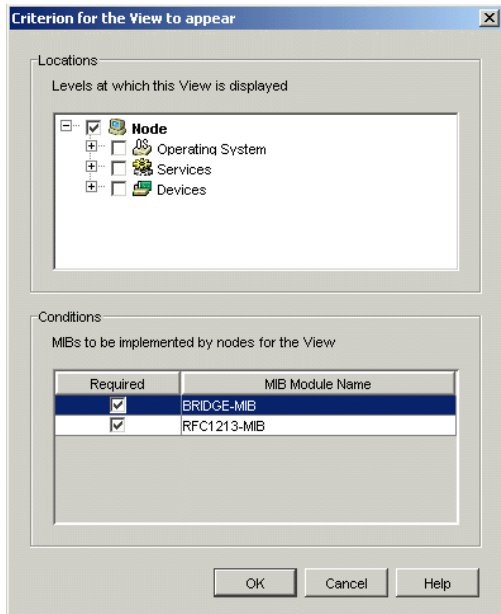 Criterion for the View to appear
Locations
Levels at which this View is displayed
Node
Operating System
Services
Devices
Conditions
MIBs to be implemented by nodes for the View
Required MIB Module Name
BRIDGE-MIB
RFC1213-MIB
OK Cancel Help